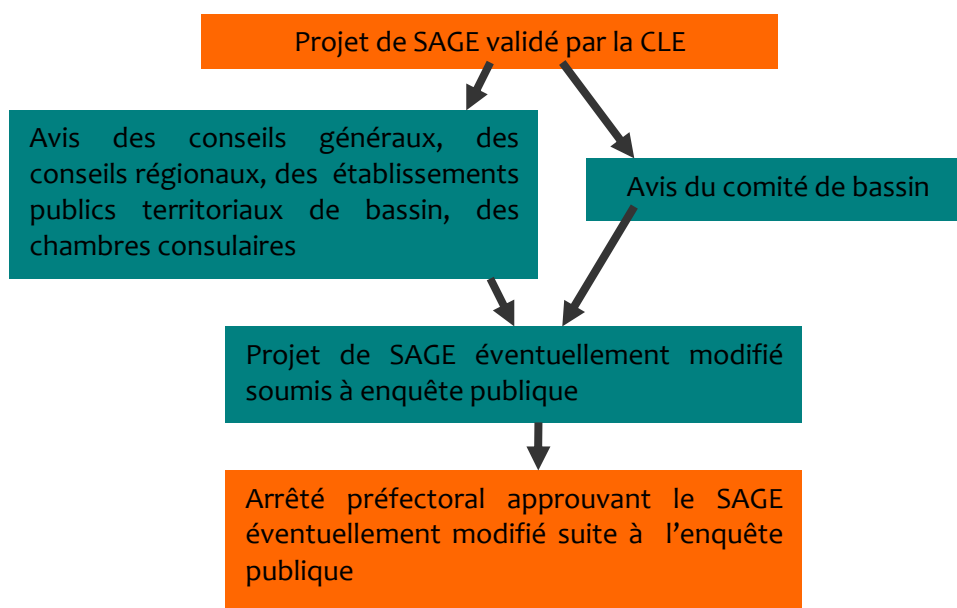 Projet de SAGE validé par la CLE
Avis des conseils généraux, des
conseils régionaux, des établissements
publics territoriaux de bassin, des
chambres consulaires
Avis du comité de bassin
Projet de SAGE éventuellement modifié
soumis à enquête publique
Arrêté préfectoral approuvant le SAGE
éventuellement modifié suite à l’enquête
publique